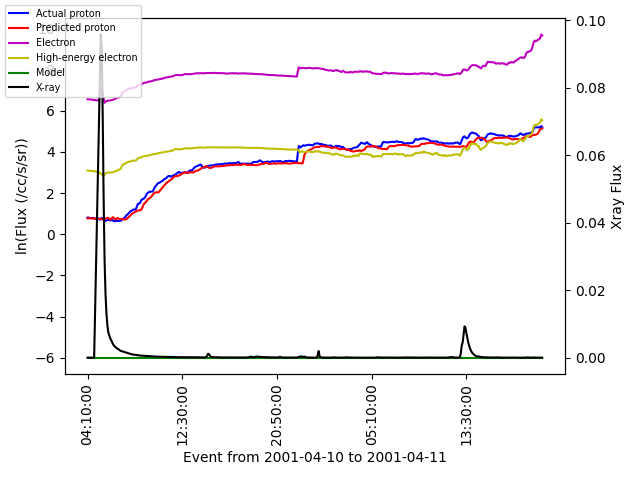 Actual proton
Predicted proton
Electron
High-energy electron
Model
X-ray
6
4
2
0
−2
−4
−6
ln(Flux (/cc/s/sr))
0.10
0.08
0.06
0.04
0.02
0.00
Xray Flux
04:10:00
12:30:00
20:50:00
05:10:00
13:30:00
Event from 2001-04-10 to 2001-04-11